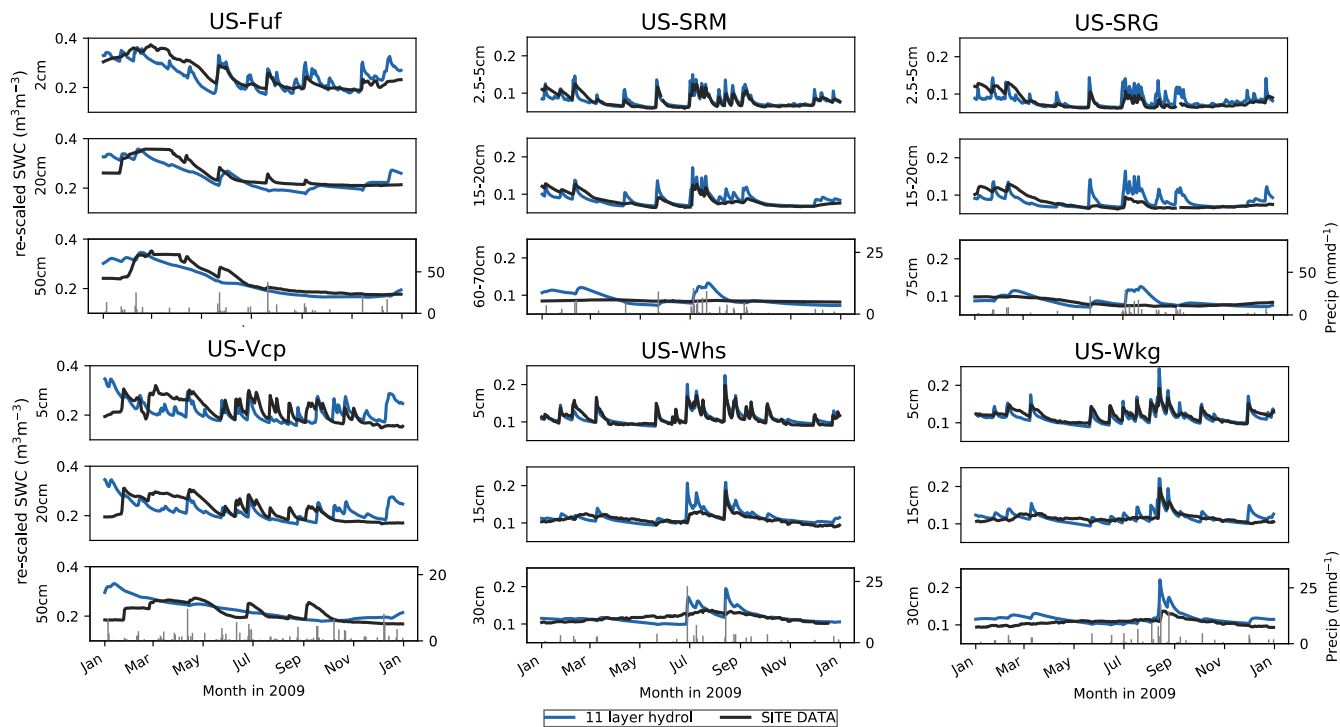 US-Fuf
US-SRM
US-SRG
re-scaled SWC (m³m⁻³)
2cm
0.4
0.2
2.5-5cm
0.2
0.1
2.5-5cm
0.2
0.1
20cm
0.4
0.2
15-20cm
0.2
0.1
15-20cm
0.2
0.1
50cm
0.4
0.2
50
0
60-70cm
0.2
0.1
25
0
75cm
0.2
0.1
50
0
Precip (mmd⁻¹)
US-Vcp
US-Whs
US-Wkg
re-scaled SWC (m³m⁻³)
5cm
0.4
0.2
5cm
0.2
0.1
5cm
0.2
0.1
20cm
0.4
0.2
15cm
0.2
0.1
15cm
0.2
0.1
50cm
0.4
0.2
20
0
30cm
0.2
0.1
25
0
30cm
0.2
0.1
25
0
Precip (mmd⁻¹)
Jan Mar May Jul Sep Nov Jan
Jan Mar May Jul Sep Nov Jan
Jan Mar May Jul Sep Nov Jan
Month in 2009
Month in 2009
Month in 2009
11 layer hydrol
SITE DATA